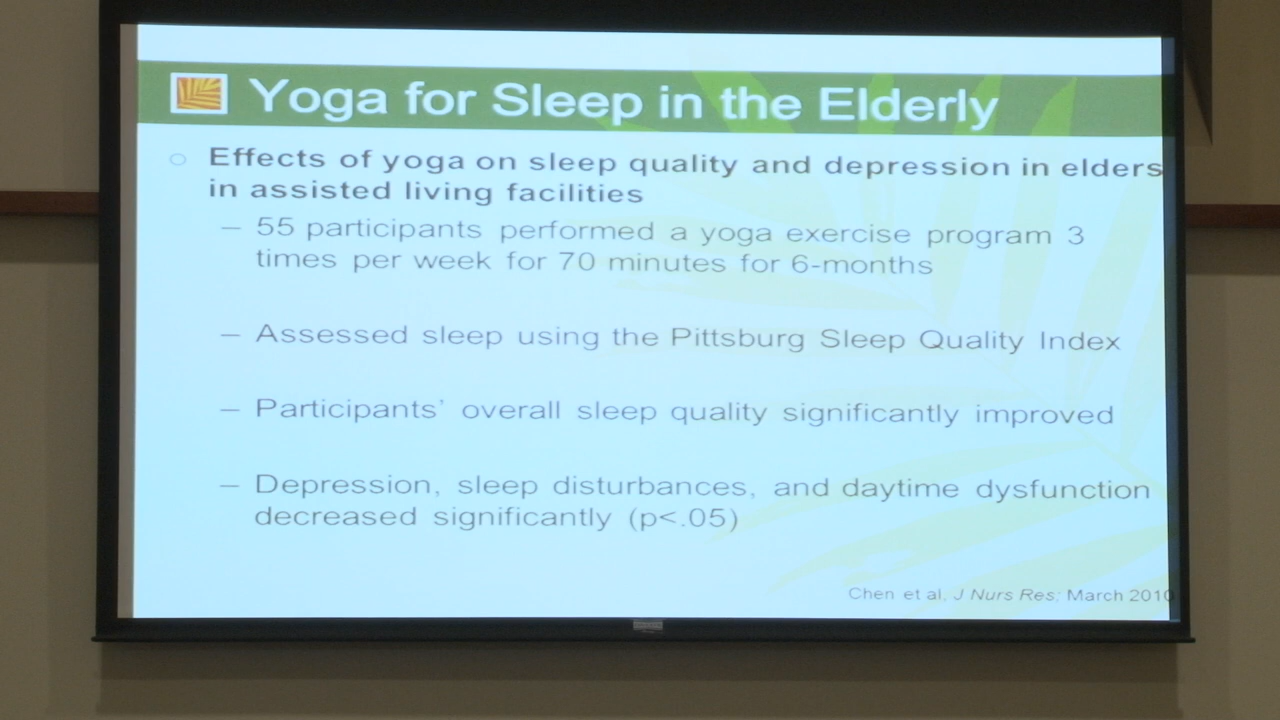 Yoga for Sleep in the Elderly
Effects of yoga on sleep quality and depression in elders
in assisted living facilities
– 55 participants performed a yoga exercise program 3
times per week for 70 minutes for 6-months
– Assessed sleep using the Pittsburg Sleep Quality Index
– Participants’ overall sleep quality significantly improved
– Depression, sleep disturbances, and daytime dysfunction
decreased significantly (p<.05)
Chen et al, J Nurs Res; March 2010